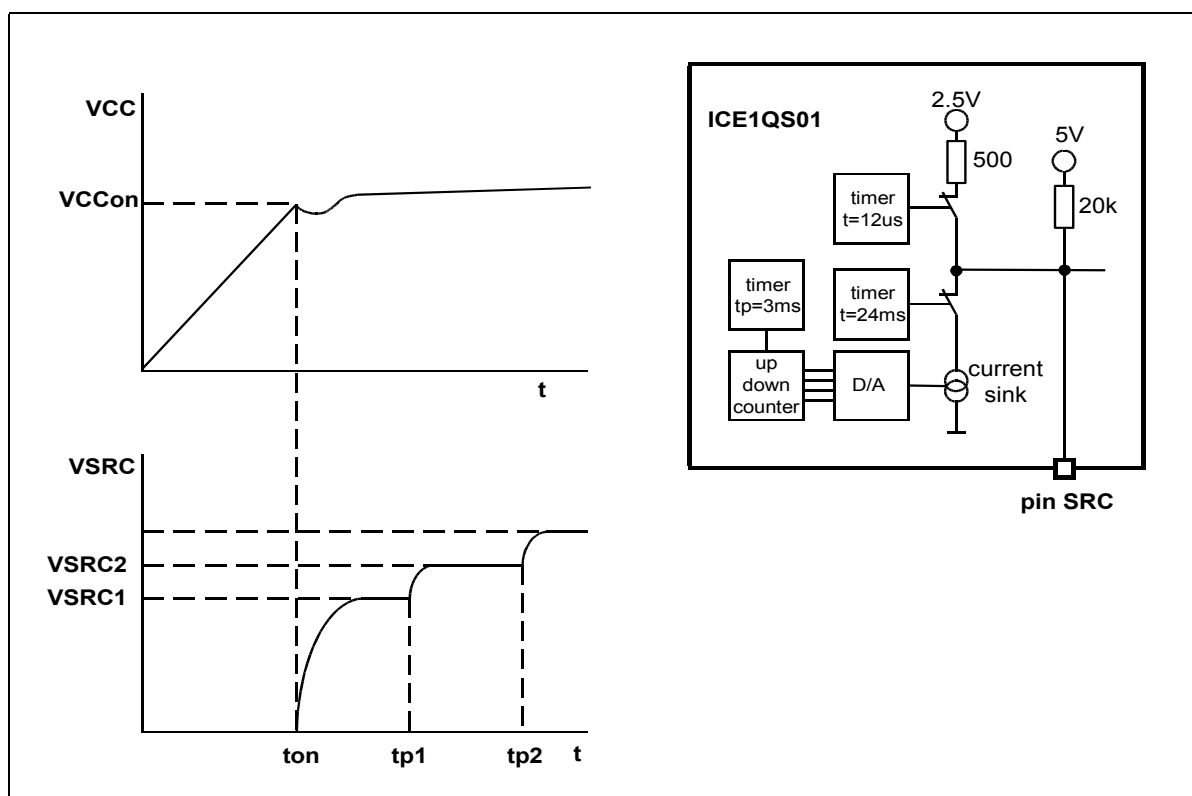 VCC
VCCon
t
VSRC
VSRC2
VSRC1
ton
tp1
tp2
t
ICE1QS01
2.5V
500
5V
20k
timer
t=12us
timer
tp=3ms
timer
t=24ms
up
down
counter
D/A
current
sink
pin SRC